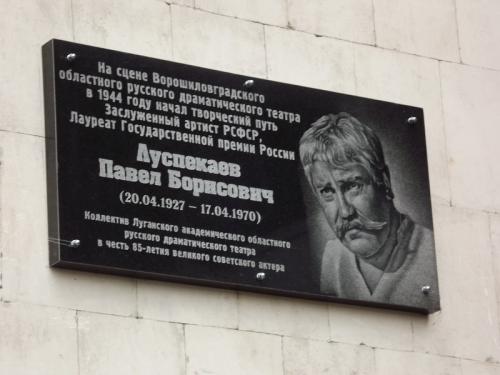 На сцене Ворошиловградского
областного русского драматического театра
в 1944 году начал творческий путь
Заслуженный артист РСФСР,
Лауреат Государственной премии России
Луспекаев
Павел Борисович
(20.04.1927 – 17.04.1970)
Коллектив Луганского академического областного
русского драматического театра
в честь 85-летия великого советского актера